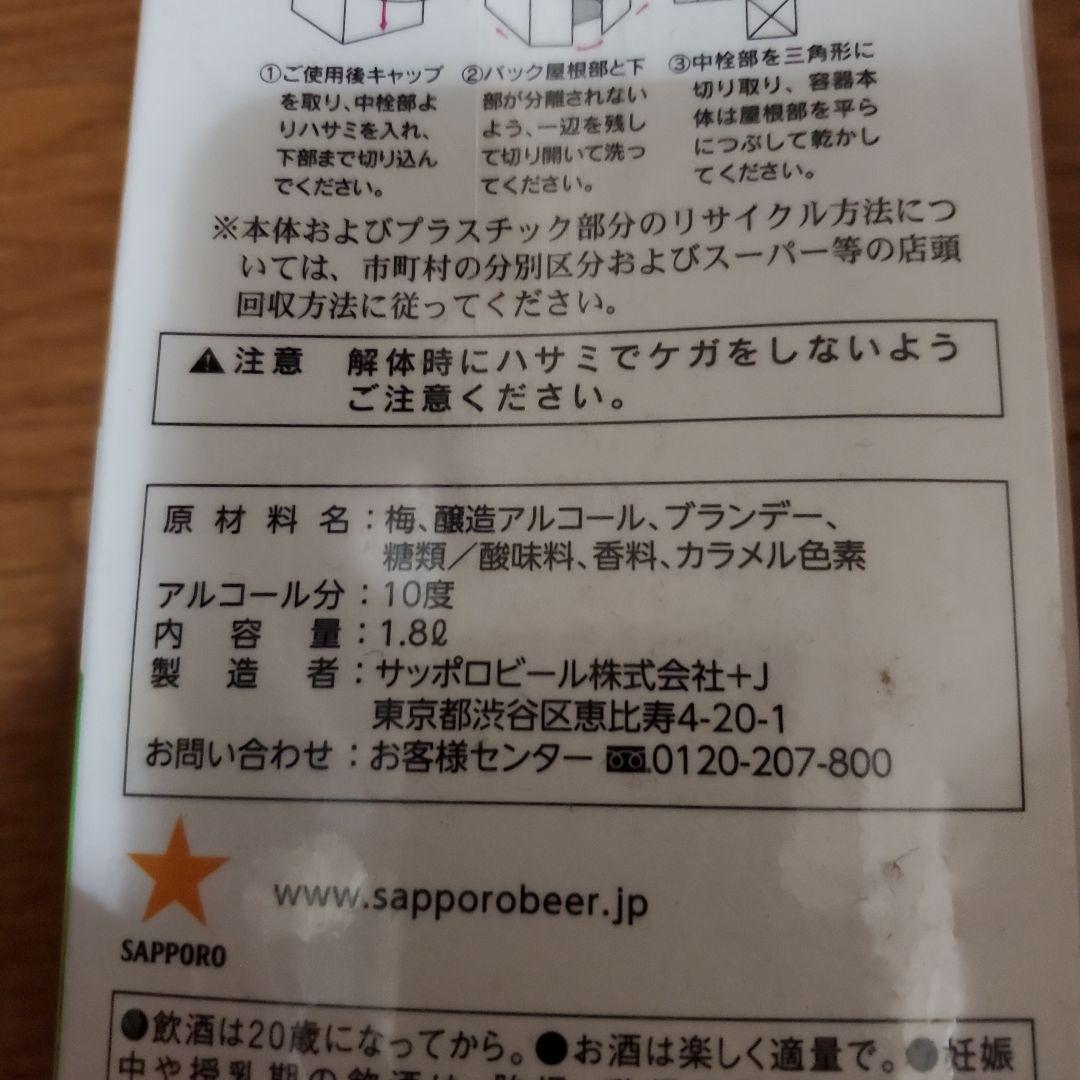 ①ご使用後キャップ
を取り、中栓部よ
りハサミを入れ、
下部まで切り込ん
でください。
②パック屋根部と下
部が分離されない
よう、一辺を残し
て切り開いて洗っ
てください。
③中栓部を三角形に
切り取り、容器本
体は屋根部を平ら
につぶして乾かし
てください。
※本体およびプラスチック部分のリサイクル方法につ
いては、市町村の分別区分およびスーパー等の店頭
回収方法に従ってください。
注意 解体時にハサミでケガをしないよう
ご注意ください。
原材料名：梅、醸造アルコール、ブランデー、
糖類／酸味料、香料、カラメル色素
アルコール分：10度
内容量：1.8ℓ
製造者：サッポロビール株式会社+J
東京都渋谷区恵比寿4-20-1
お問い合わせ：お客様センター 0120-207-800
www.sapporobeer.jp
SAPPORO
●飲酒は20歳になってから。●お酒は楽しく適量で。●妊娠
中や授乳期の飲酒は、